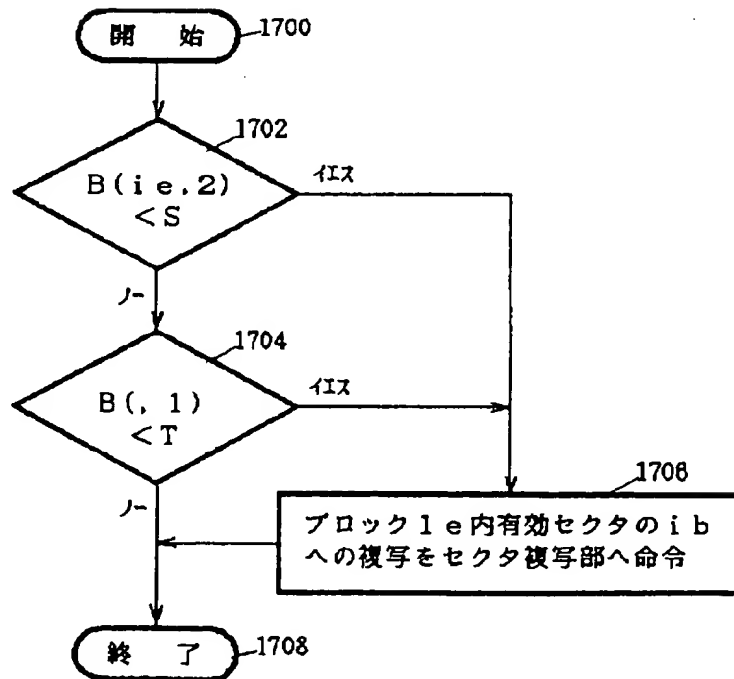 開 始
1700
1702
B(ie.2)
<S
イエス
ノー
1704
B(, 1)
<T
イエス
ノー
1706
ブロックle内有効セクタのib
への複写をセクタ複写部へ命令
終 了
1708